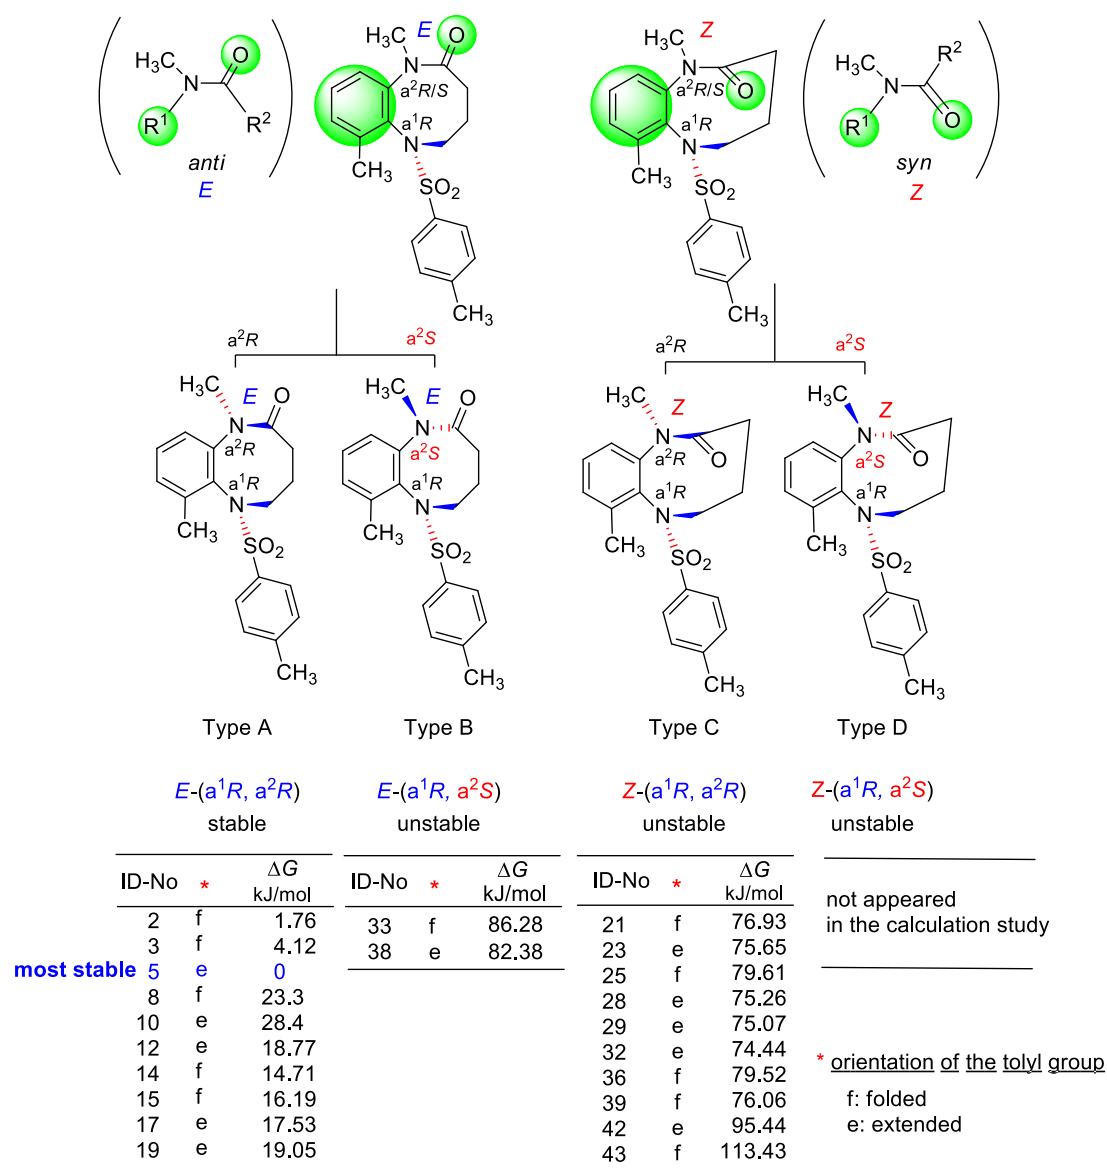 E
Z
H3C
O
H3C
O
H3C
R2
N
N
N
O
H3C
N
a2R/S
a2R/S
R1
R2
a1R
a1R
R1
O
anti
N
N
syn
E
CH3
SO2
CH3
SO2
Z
CH3
CH3
a2R
a2S
a2R
a2S
H3C
E
O
H3C
E
O
H3C
Z
H3C
Z
N
N
N
N
a2R
a2S
a2R
O
a2S
O
a1R
a1R
a1R
a1R
N
N
N
N
CH3
SO2
CH3
SO2
CH3
SO2
CH3
SO2
CH3
CH3
CH3
CH3
Type A
Type B
Type C
Type D
E-(a1R, a2R)
E-(a1R, a2S)
Z-(a1R, a2R)
Z-(a1R, a2S)
stable
unstable
unstable
unstable
ID-No * ΔG kJ/mol
2 f 1.76
3 f 4.12
most stable 5 e 0
8 f 23.3
10 e 28.4
12 e 18.77
14 f 14.71
15 f 16.19
17 e 17.53
19 e 19.05
ID-No * ΔG kJ/mol
33 f 86.28
38 e 82.38
ID-No * ΔG kJ/mol
21 f 76.93
23 e 75.65
25 f 79.61
28 e 75.26
29 e 75.07
32 e 74.44
36 f 79.52
39 f 76.06
42 e 95.44
43 f 113.43
not appeared
in the calculation study
* orientation of the tolyl group
f: folded
e: extended